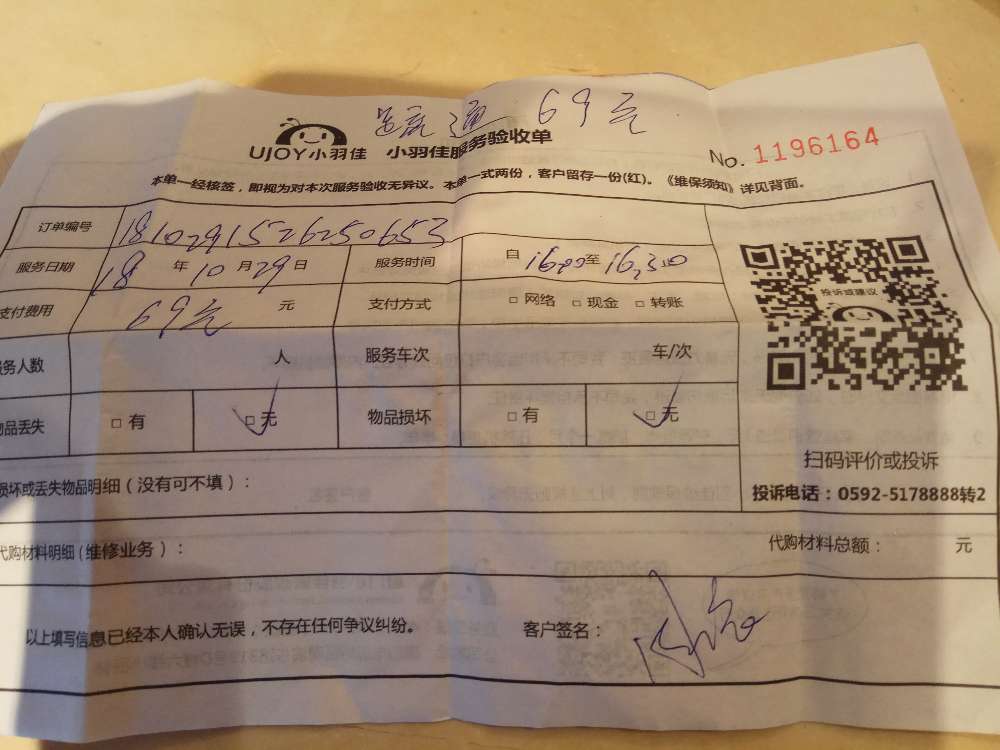 69元
UJOY小羽佳 小羽佳服务验收单
No. 1196164
本单一经核签，即视为对本次服务验收无异议。本单一式两份，客户留存一份(红)。《维保须知》详见背面。
订单编号 1810291526250653
服务日期 18 年 10 月 29 日 服务时间 自 16:00 至 16:30
支付费用 69元 元 支付方式 □ 网络 □ 现金 □ 转账
服务人数 人 服务车次 车/次
物品丢失 □ 有 □ 无 物品损坏 □ 有 □ 无
投诉或建议
扫码评价或投诉
投诉电话：0592-5178888转2
损坏或丢失物品明细（没有可不填）：
代购材料明细（维修业务）： 代购材料总额： 元
以上填写信息已经本人确认无误，不存在任何争议纠纷。 客户签名：